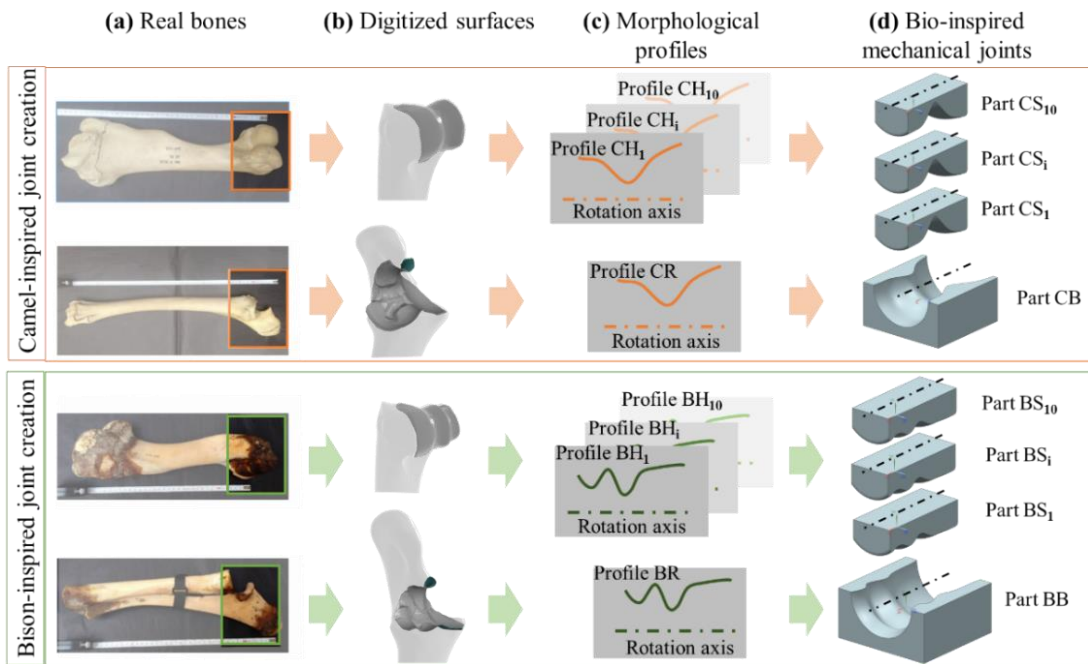 (a) Real bones
(b) Digitized surfaces
(c) Morphological
profiles
(d) Bio-inspired
mechanical joints
Camel-inspired joint creation
Profile CH10
Profile CHi
Profile CH1
Rotation axis
Part CS10
Part CSi
Part CS1
Profile CR
Rotation axis
Part CB
Bison-inspired joint creation
Profile BH10
Profile BHi
Profile BH1
Rotation axis
Part BS10
Part BSi
Part BS1
Profile BR
Rotation axis
Part BB